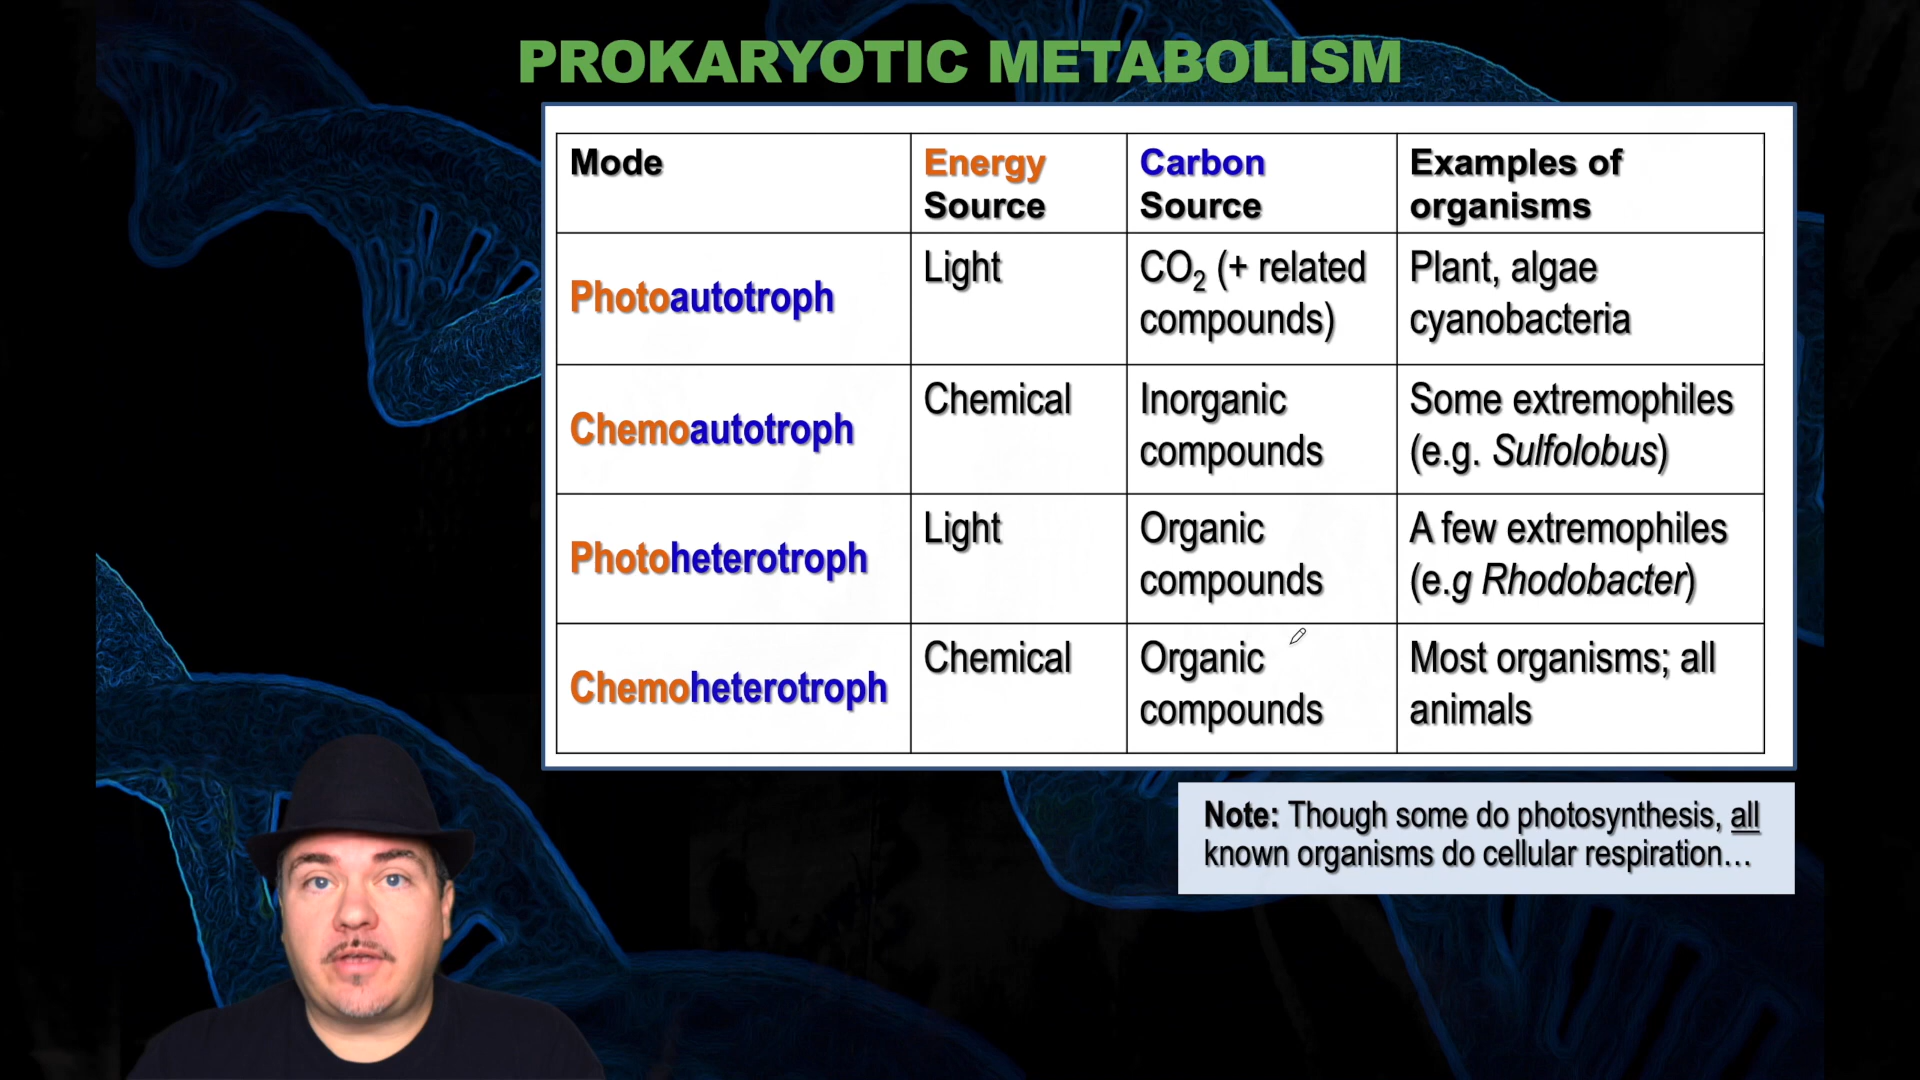 PROKARYOTIC METABOLISM
Mode
Energy
Source
Carbon
Source
Examples of
organisms
Photoautotroph
Light
CO₂ (+ related
compounds)
Plant, algae
cyanobacteria
Chemoautotroph
Chemical
Inorganic
compounds
Some extremophiles
(e.g. Sulfolobus)
Photoheterotroph
Light
Organic
compounds
A few extremophiles
(e.g Rhodobacter)
Chemoheterotroph
Chemical
Organic
compounds
Most organisms; all
animals
Note: Though some do photosynthesis, all
known organisms do cellular respiration…